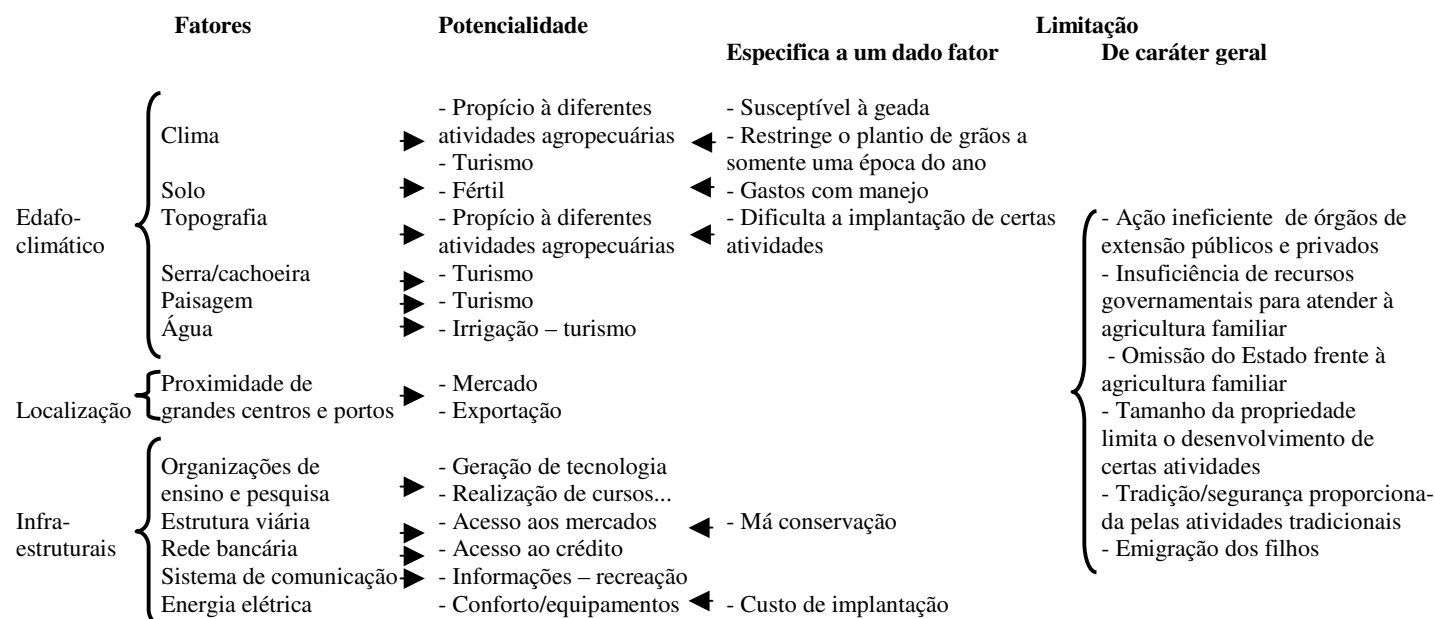 Fatores Potencialidade Limitação
Especifica a um dado fator De caráter geral
- Propício à diferentes - Susceptível à geada
Clima atividades agropecuárias - Restringe o plantio de grãos a
- Turismo somente uma época do ano
Solo - Fértil - Gastos com manejo
Edafo- Topografia - Propício à diferentes - Dificulta a implantação de certas - Ação ineficiente de órgãos de
climático atividades agropecuárias atividades extensão públicos e privados
Serra/cachoeira - Turismo - Insuficiência de recursos
Paisagem - Turismo governamentais para atender à
Água - Irrigação – turismo agricultura familiar
- Omissão do Estado frente à
Proximidade de - Mercado agricultura familiar
Localização grandes centros e portos - Exportação - Tamanho da propriedade
limita o desenvolvimento de
Organizações de - Geração de tecnologia certas atividades
ensino e pesquisa - Realização de cursos... - Tradição/segurança proporciona-
Infra- Estrutura viária - Acesso aos mercados - Má conservação da pelas atividades tradicionais
estruturais Rede bancária - Acesso ao crédito - Emigração dos filhos
Sistema de comunicação - Informações – recreação
Energia elétrica - Conforto/equipamentos - Custo de implantação